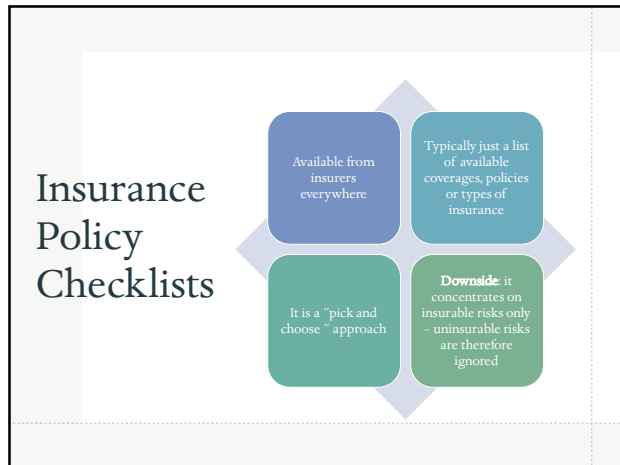 Insurance
Policy
Checklists
Available from
insurers
everywhere
Typically just a list
of available
coverages, policies
or types of
insurance
It is a “pick and
choose “ approach
Downside: it
concentrates on
insurable risks only
– uninsurable risks
are therefore
ignored